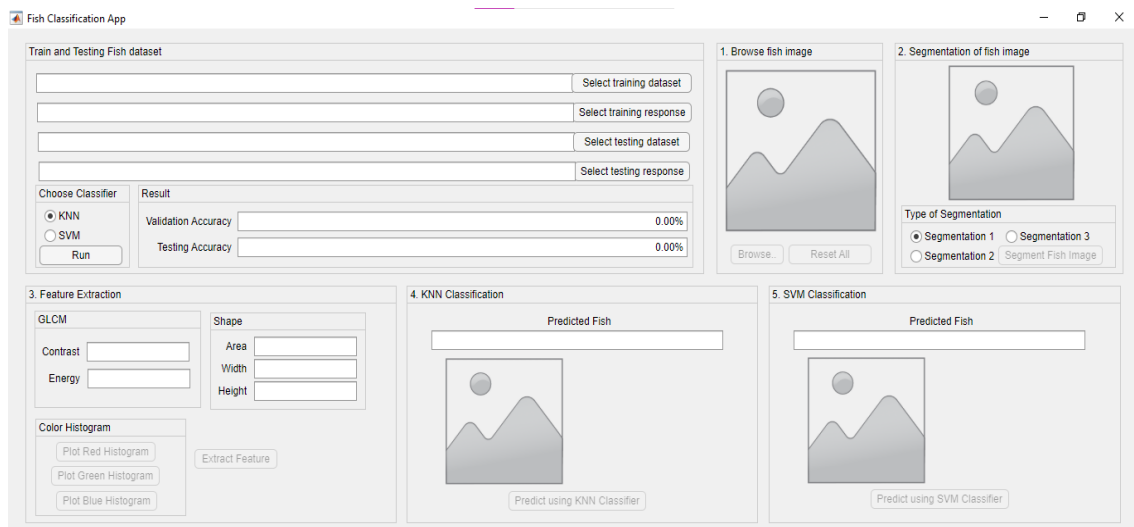 Fish Classification App
Train and Testing Fish dataset
Select training dataset
Select training response
Select testing dataset
Select testing response
Choose Classifier
KNN
SVM
Run
Result
Validation Accuracy 0.00%
Testing Accuracy 0.00%
1. Browse fish image
Browse... Reset All
2. Segmentation of fish image
Type of Segmentation
Segmentation 1 Segmentation 3
Segmentation 2 Segment Fish Image
3. Feature Extraction
GLCM
Contrast
Energy
Shape
Area
Width
Height
Color Histogram
Plot Red Histogram
Plot Green Histogram
Plot Blue Histogram
Extract Feature
4. KNN Classification
Predicted Fish
Predict using KNN Classifier
5. SVM Classification
Predicted Fish
Predict using SVM Classifier